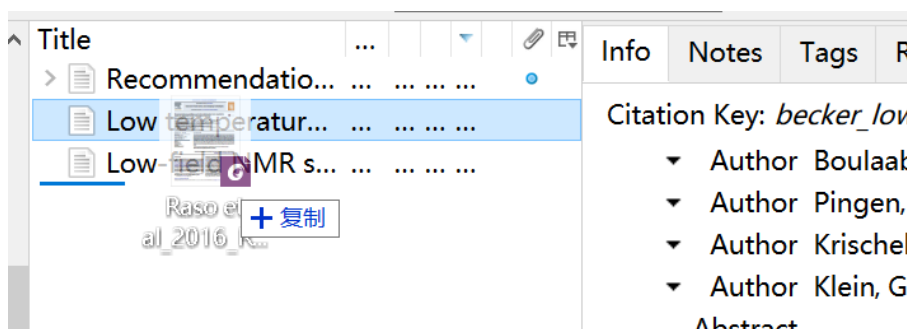 Title ...
Info Notes Tags R
Recommendatio... ... ... ... ...
Low temperatur... ... ... ... ...
Low-field NMR s... ... ... ... ...
Raso et
al_2016_R...
+ 复制
Citation Key: becker_low
Author Boulaab
Author Pingen,
Author Krischel
Author Klein, G
Abstract